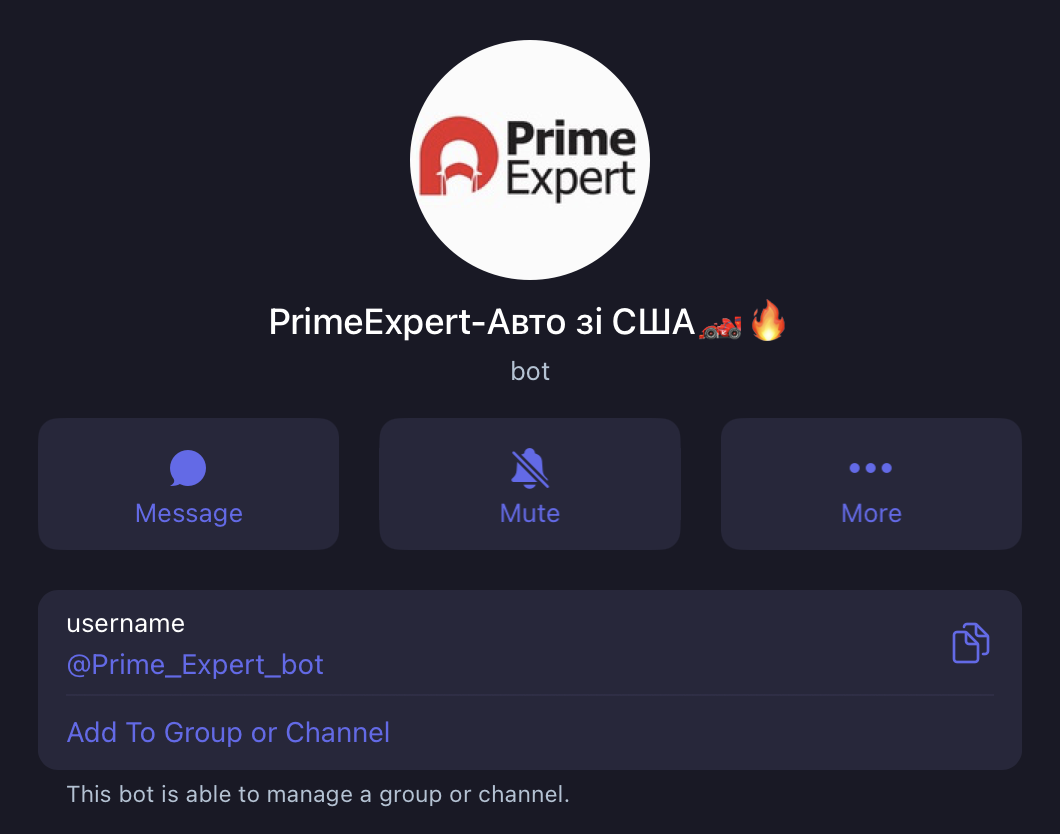 Prime
Expert
PrimeExpert-Авто зі США🏎️🔥
bot
Message
Mute
More
username
@Prime_Expert_bot
Add To Group or Channel
This bot is able to manage a group or channel.